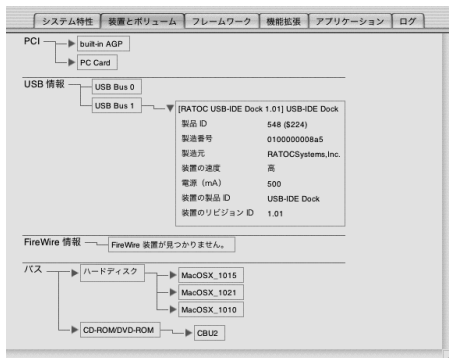 システム特性 装置とボリューム フレームワーク 機能拡張 アプリケーション ログ
PCI
built-in AGP
PC Card
USB 情報
USB Bus 0
USB Bus 1
[RATOC USB-IDE Dock 1.01] USB-IDE Dock
製品 ID 548 ($224)
製造番号 0100000008a5
製造元 RATOCSystems,Inc.
装置の速度 高
電源（mA） 500
装置の製品 ID USB-IDE Dock
装置のリビジョン ID 1.01
FireWire 情報
FireWire 装置が見つかりません。
バス
ハードディスク
MacOSX_1015
MacOSX_1021
MacOSX_1010
CD-ROM/DVD-ROM
CBU2